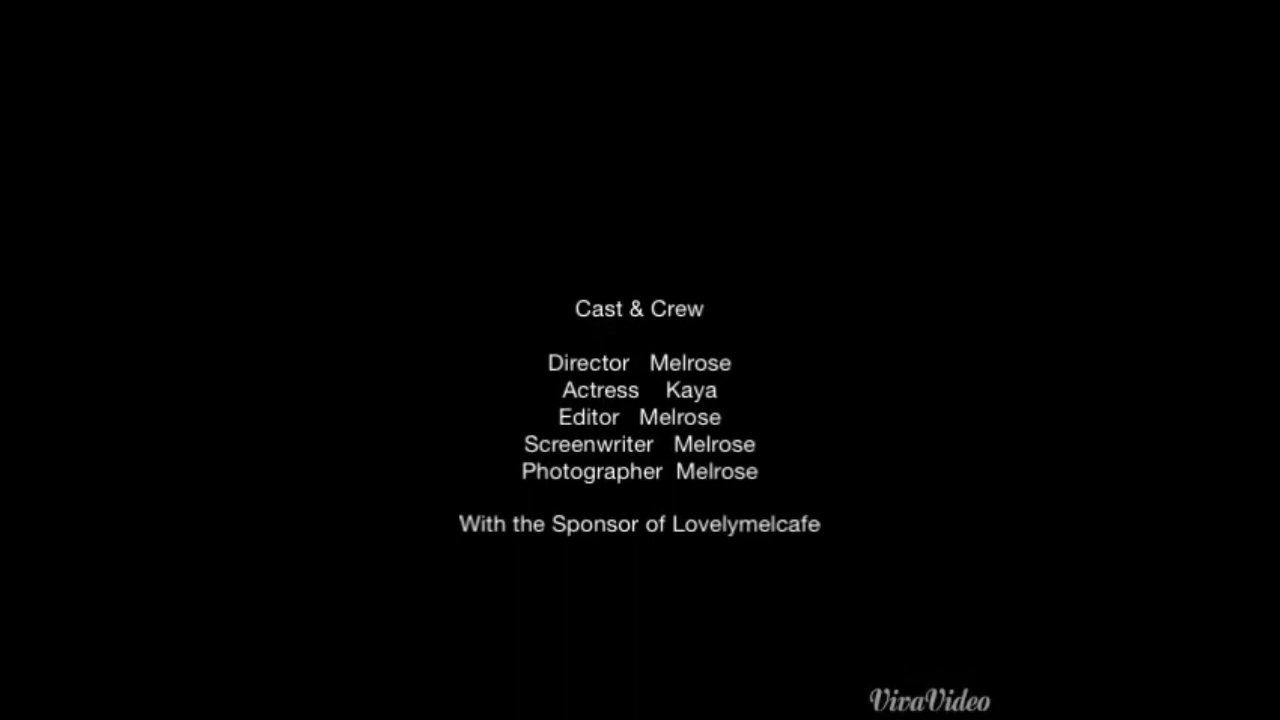 Cast & Crew
Director Melrose
Actress Kaya
Editor Melrose
Screenwriter Melrose
Photographer Melrose
With the Sponsor of Lovelymelcafe
VivaVideo